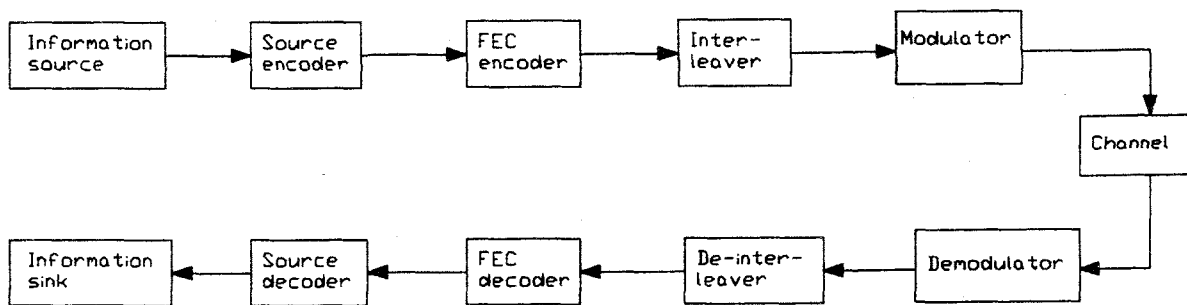 Information
source
Source
encoder
FEC
encoder
Inter-
leaver
Modulator
Channel
Information
sink
Source
decoder
FEC
decoder
De-inter-
leaver
Demodulator